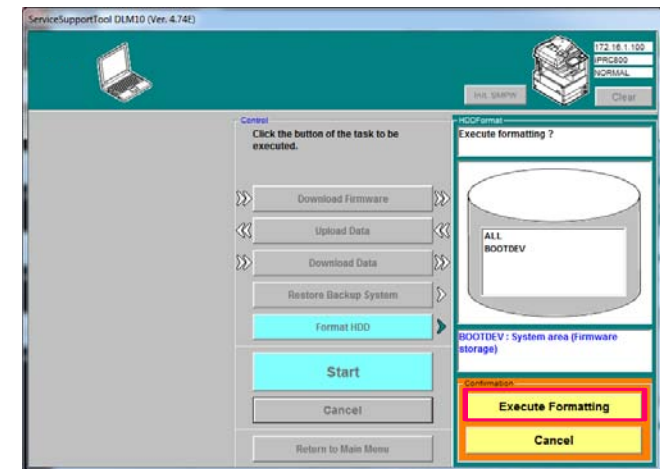 ServiceSupportTool DLM10 (Ver. 4.74E)
172.16.1.100
iPRC800
NORMAL
Init. SMPW
Clear
Control
Click the button of the task to be
executed.
Download Firmware
Upload Data
Download Data
Restore Backup System
Format HDD
Start
Cancel
Return to Main Menu
HDDFormat
Execute formatting ?
ALL
BOOTDEV
BOOTDEV : System area (Firmware
storage)
Confirmation
Execute Formatting
Cancel